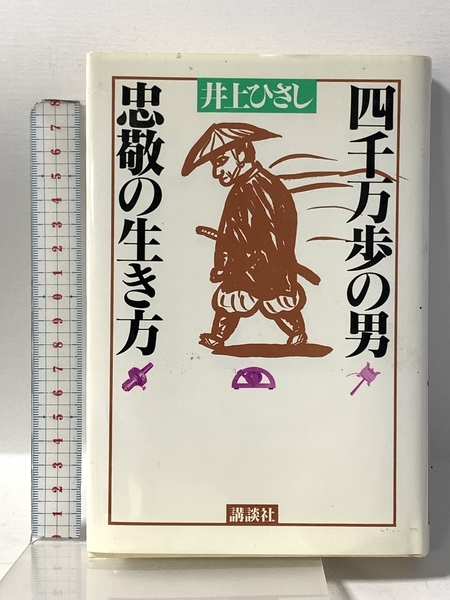 井上ひさし
四千万歩の男
忠敬の生き方
講談社